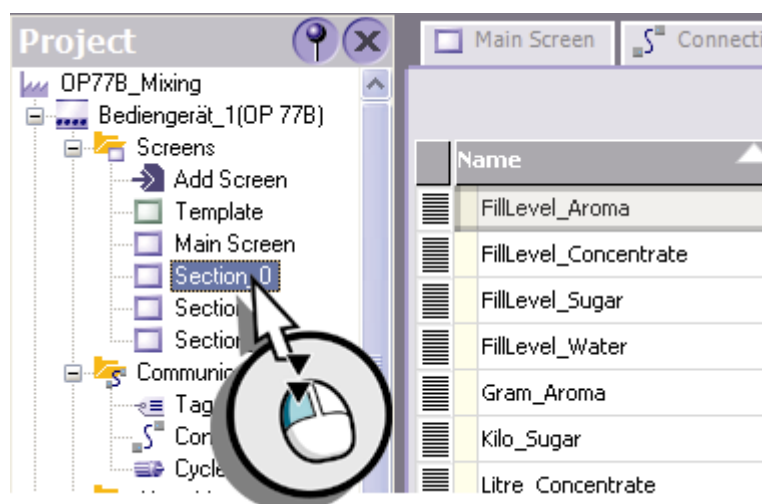 Project
OP77B_Mixing
Bediengerät_1(OP 77B)
Screens
Add Screen
Template
Main Screen
Section_0
Section
Section
Communic
Tag
Con
Cycle
Main Screen
Connecti
Name
FillLevel_Aroma
FillLevel_Concentrate
FillLevel_Sugar
FillLevel_Water
Gram_Aroma
Kilo_Sugar
Litre_Concentrate